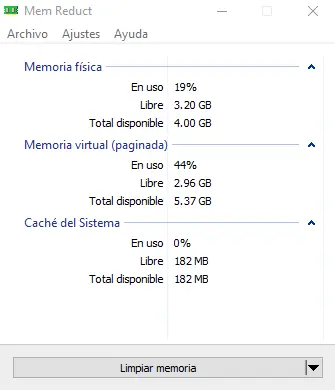 Mem Reduct
Archivo Ajustes Ayuda
Memoria física
En uso 19%
Libre 3.20 GB
Total disponible 4.00 GB
Memoria virtual (paginada)
En uso 44%
Libre 2.96 GB
Total disponible 5.37 GB
Caché del Sistema
En uso 0%
Libre 182 MB
Total disponible 182 MB
Limpiar memoria